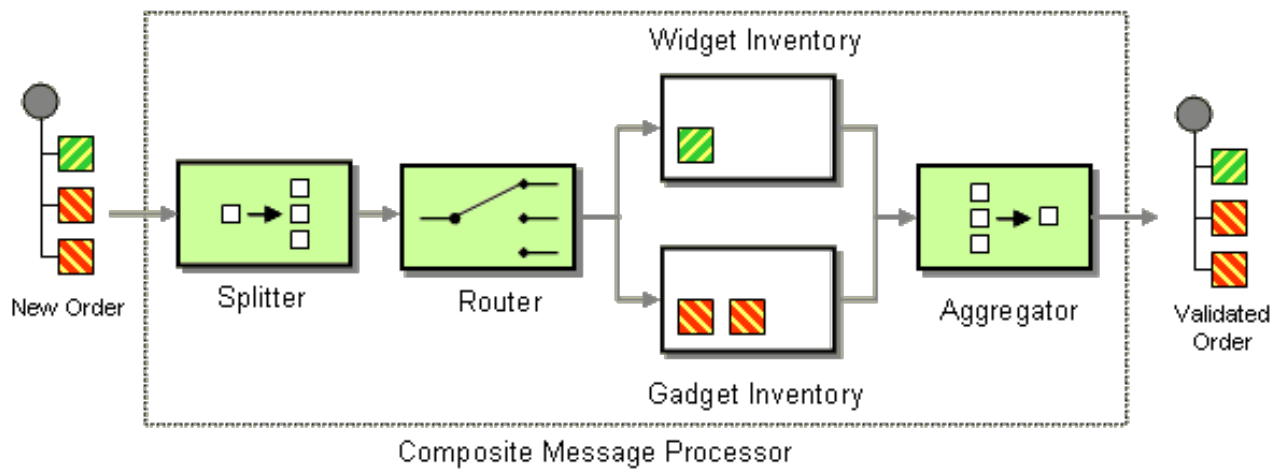 Widget Inventory
New Order
Splitter
Router
Gadget Inventory
Aggregator
Validated
Order
Composite Message Processor